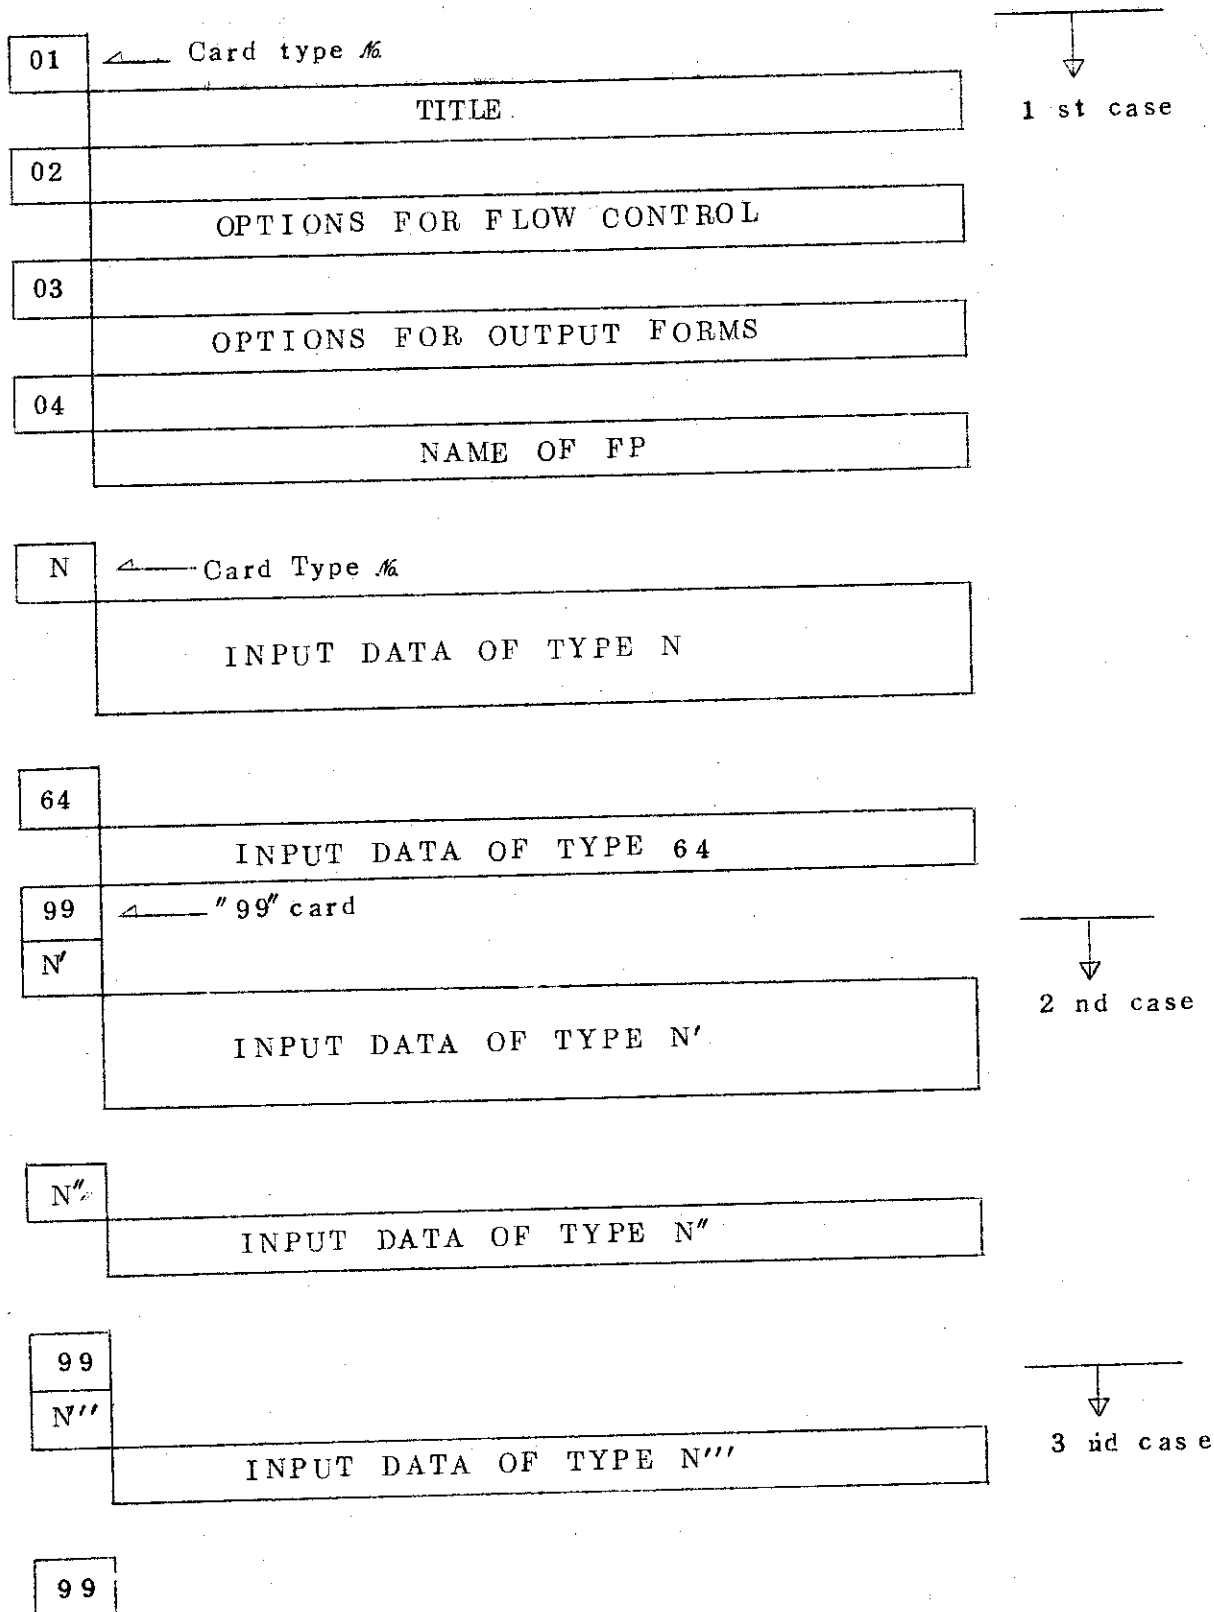 01 Card type №
TITLE
1 st case
02
OPTIONS FOR FLOW CONTROL
03
OPTIONS FOR OUTPUT FORMS
04
NAME OF FP
N Card Type №
INPUT DATA OF TYPE N
64
INPUT DATA OF TYPE 64
99 "99" card
N'
2 nd case
INPUT DATA OF TYPE N'
N"
INPUT DATA OF TYPE N"
99
N'''
3 nd case
INPUT DATA OF TYPE N'''
99